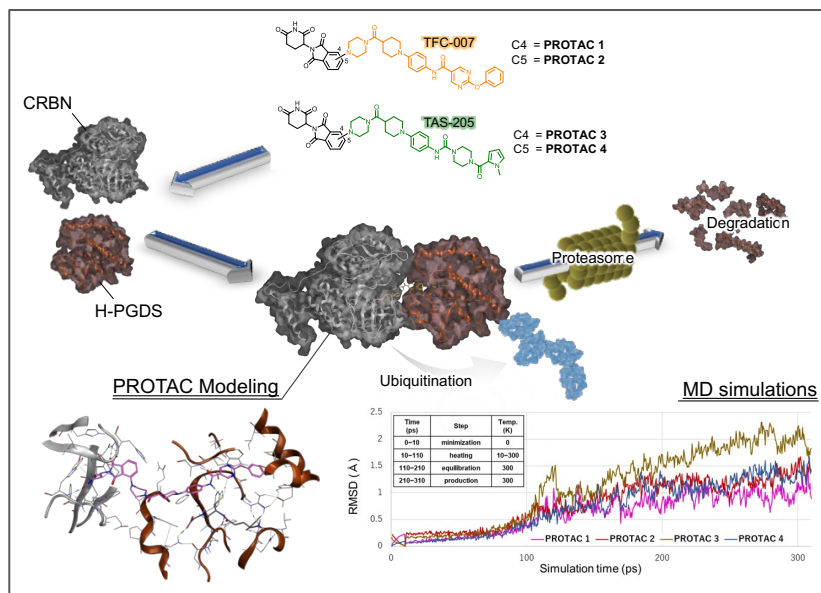 TFC-007
C4 = PROTAC 1
C5 = PROTAC 2
TAS-205
C4 = PROTAC 3
C5 = PROTAC 4
CRBN
H-PGDS
Proteasome
Degradation
Ubiquitination
PROTAC Modeling
MD simulations
Time (ps) Step Temp. (K)
0–10 minimization 0
10–110 heating 10–300
110–210 equilibration 300
210–310 production 300
RMSD (Å)
2.5
2
1.5
1
0.5
0
PROTAC 1 PROTAC 2 PROTAC 3 PROTAC 4
0 100 200 300
Simulation time (ps)